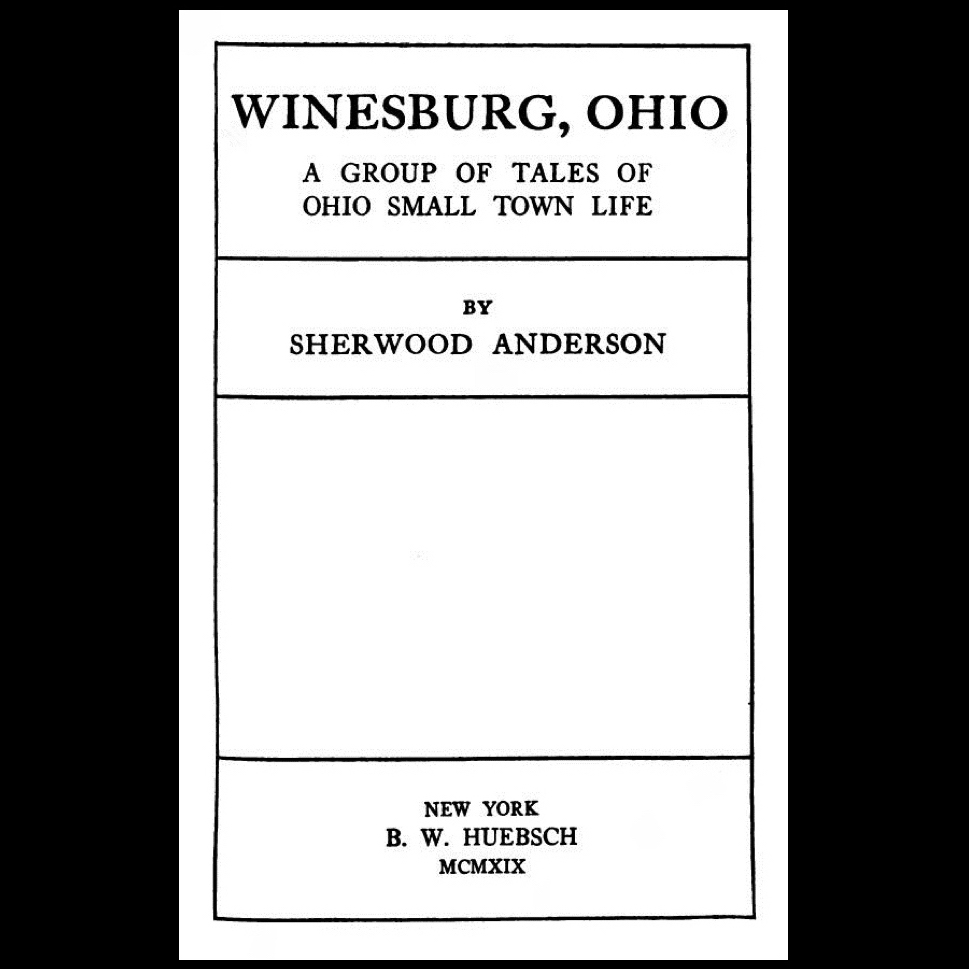 WINESBURG, OHIO
A GROUP OF TALES OF
OHIO SMALL TOWN LIFE
BY
SHERWOOD ANDERSON
NEW YORK
B. W. HUEBSCH
MCMXIX